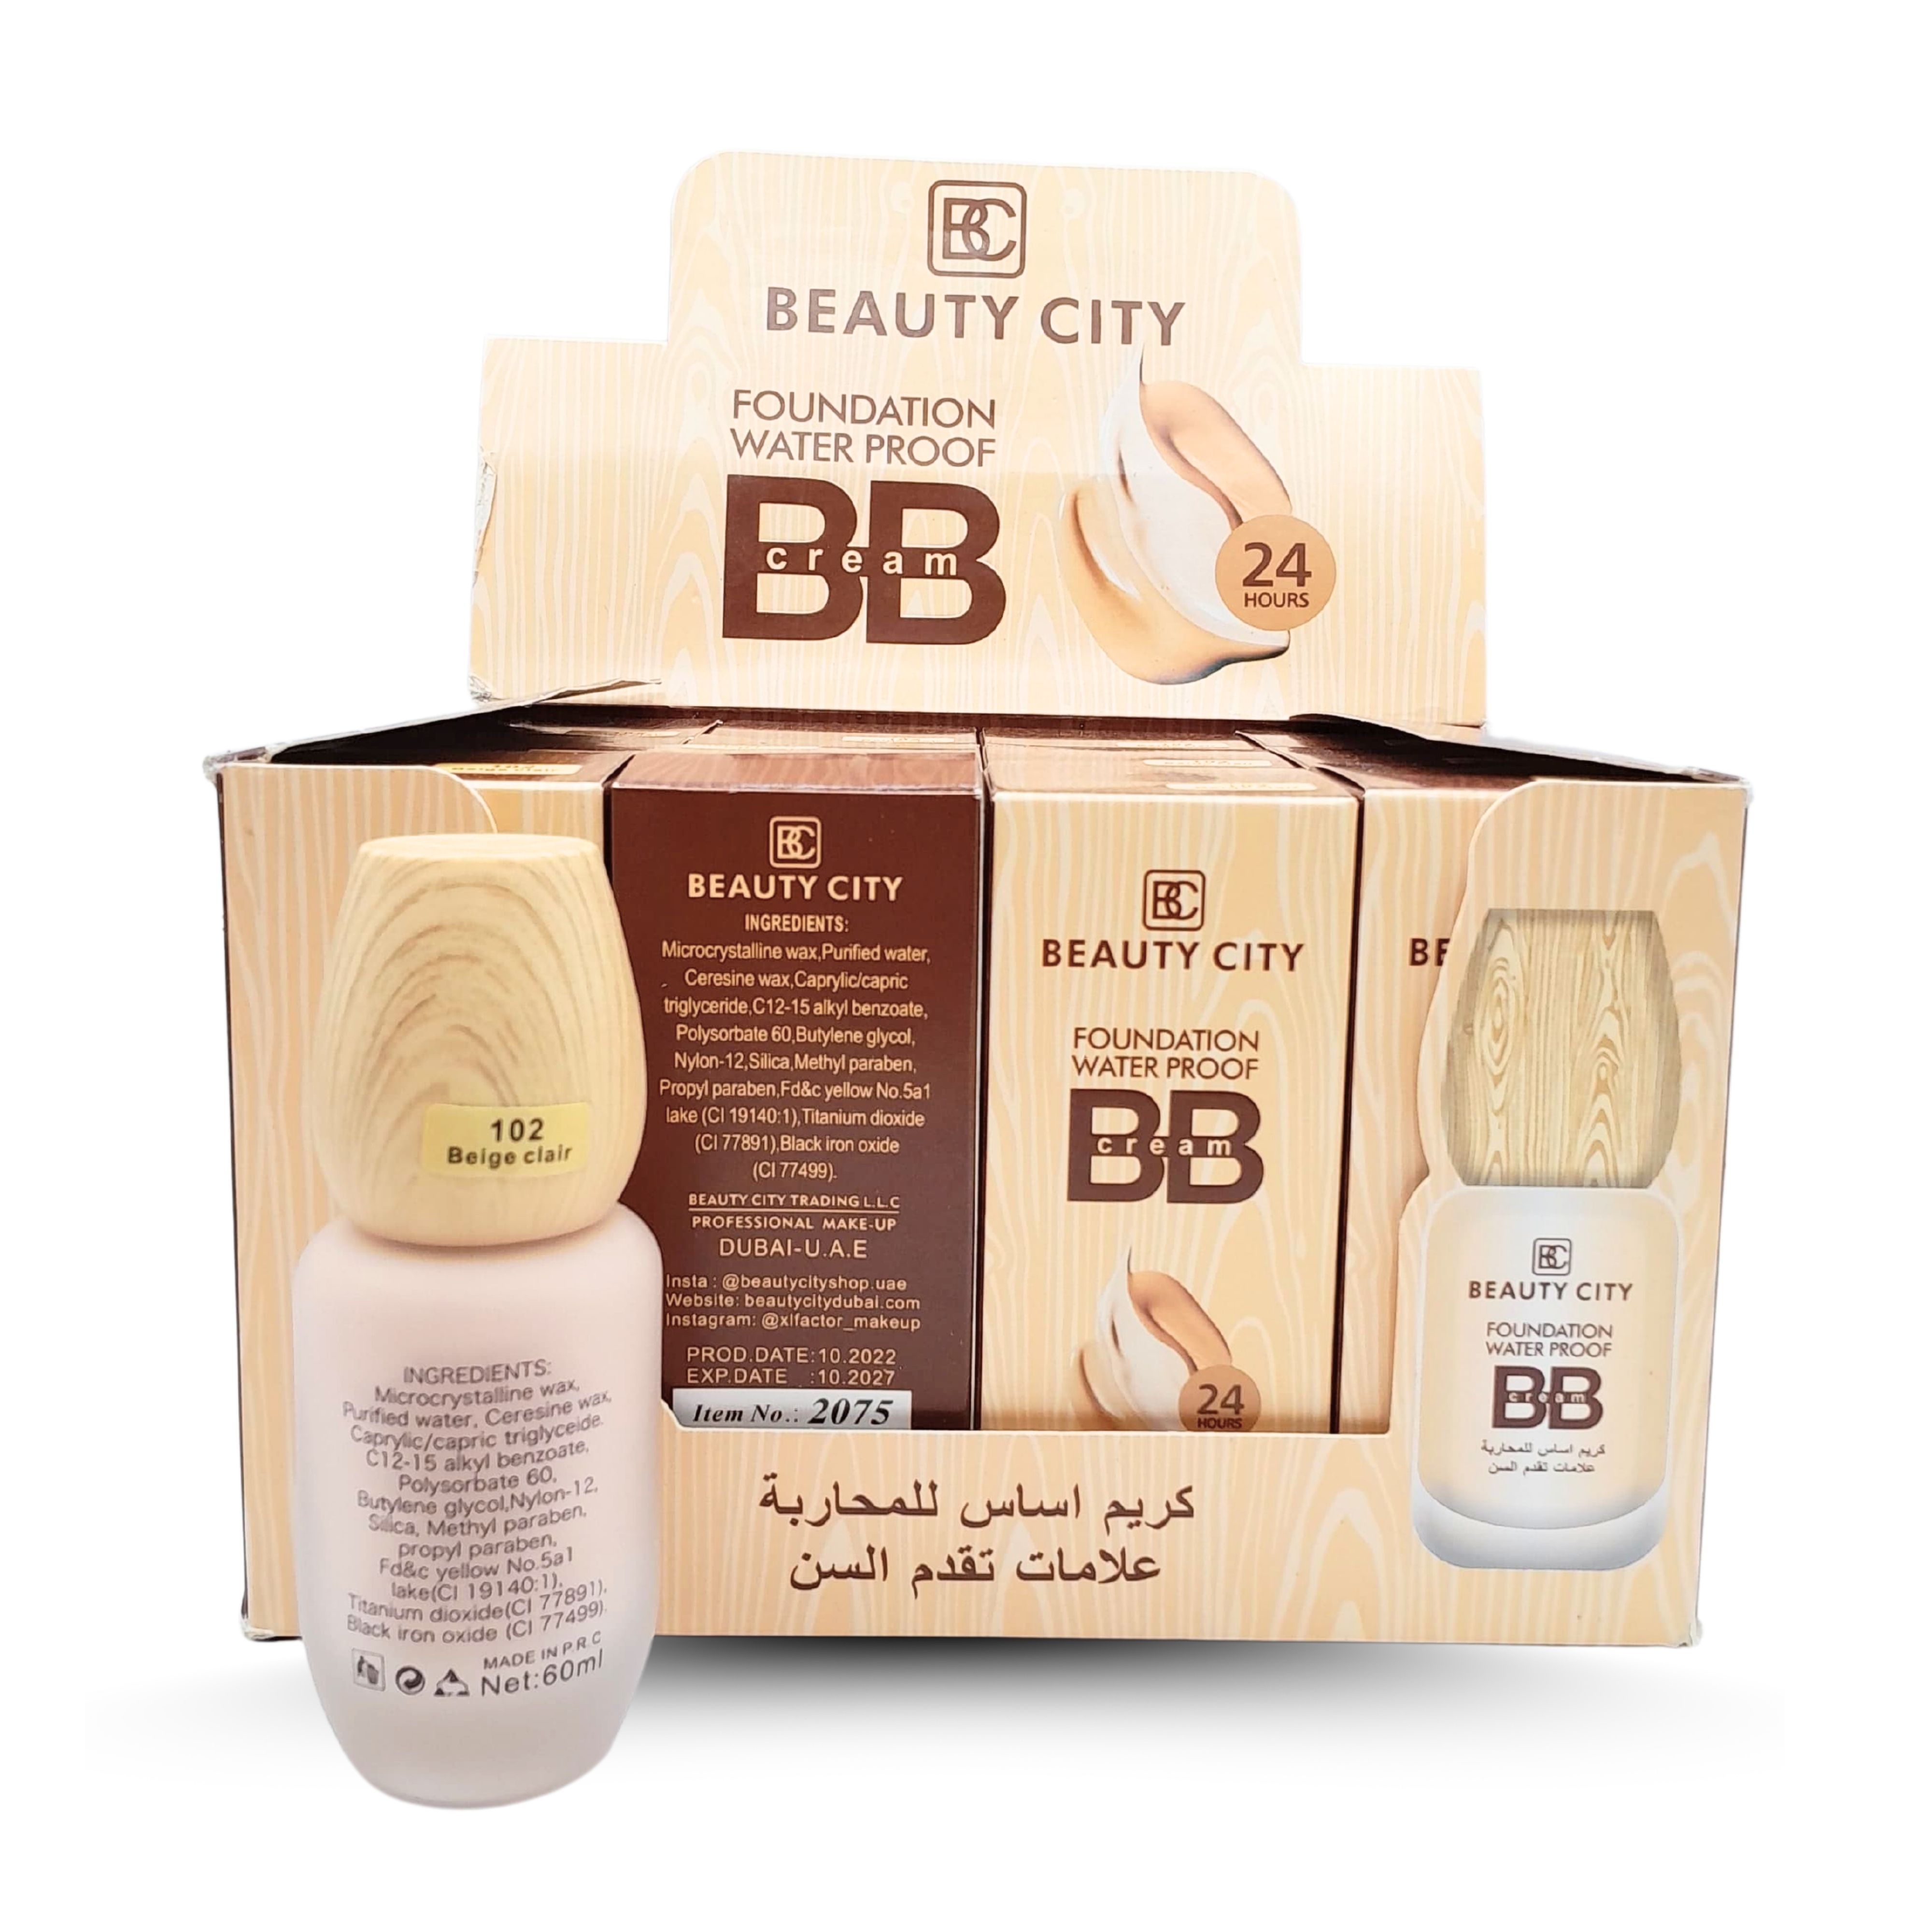 BC
BEAUTY CITY
FOUNDATION
WATER PROOF
BB
cream
24
HOURS
BC
BEAUTY CITY
INGREDIENTS:
Microcrystalline wax,Purified water,
Ceresine wax,Caprylic/capric
triglyceride,C12-15 alkyl benzoate,
Polysorbate 60,Butylene glycol,
Nylon-12,Silica,Methyl paraben,
Propyl paraben,Fd&c yellow No.5a1
lake (CI 19140:1),Titanium dioxide
(CI 77891),Black iron oxide
(CI 77499).
BEAUTY CITY TRADING L.L.C
PROFESSIONAL MAKE-UP
DUBAI-U.A.E
Insta : @beautycityshop.uae
Website: beautycitydubai.com
Instagram: @xlfactor_makeup
PROD.DATE:10.2022
EXP.DATE :10.2027
Item No.: 2075
BC
BEAUTY CITY
FOUNDATION
WATER PROOF
BB
cream
24
HOURS
BE
102
Beige clair
INGREDIENTS:
Microcrystalline wax,
Purified water, Ceresine wax,
Caprylic/capric triglyceide.
C12-15 alkyl benzoate,
Polysorbate 60,
Butylene glycol,Nylon-12,
Silica, Methyl paraben,
propyl paraben,
Fd&c yellow No.5a1
lake(CI 19140:1),
Titanium dioxide(CI 77891),
Black iron oxide (CI 77499).
MADE IN P.R.C
Net:60ml
BC
BEAUTY CITY
FOUNDATION
WATER PROOF
BB
cream
كريم اساس للمحاربة
علامات تقدم السن
كريم اساس للمحاربة
علامات تقدم السن